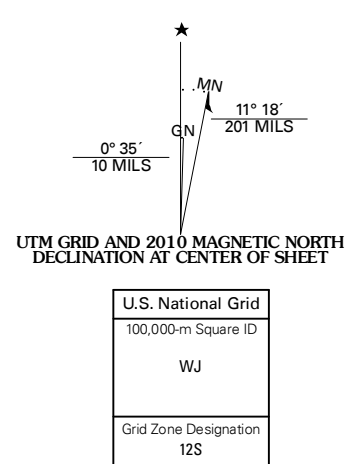 ★
MN
11° 18´
201 MILS
GN
0° 35´
10 MILS
UTM GRID AND 2010 MAGNETIC NORTH
DECLINATION AT CENTER OF SHEET
U.S. National Grid
100,000-m Square ID
WJ
Grid Zone Designation
12S